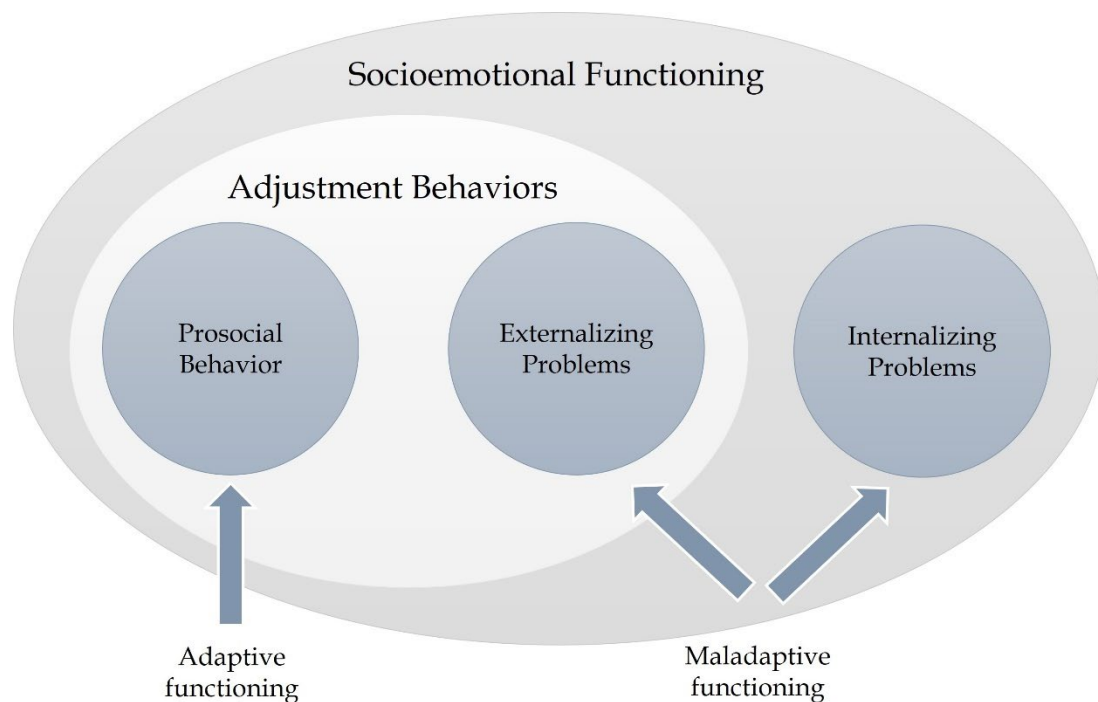 Socioemotional Functioning
Adjustment Behaviors
Prosocial
Behavior
Externalizing
Problems
Internalizing
Problems
Adaptive
functioning
Maladaptive
functioning